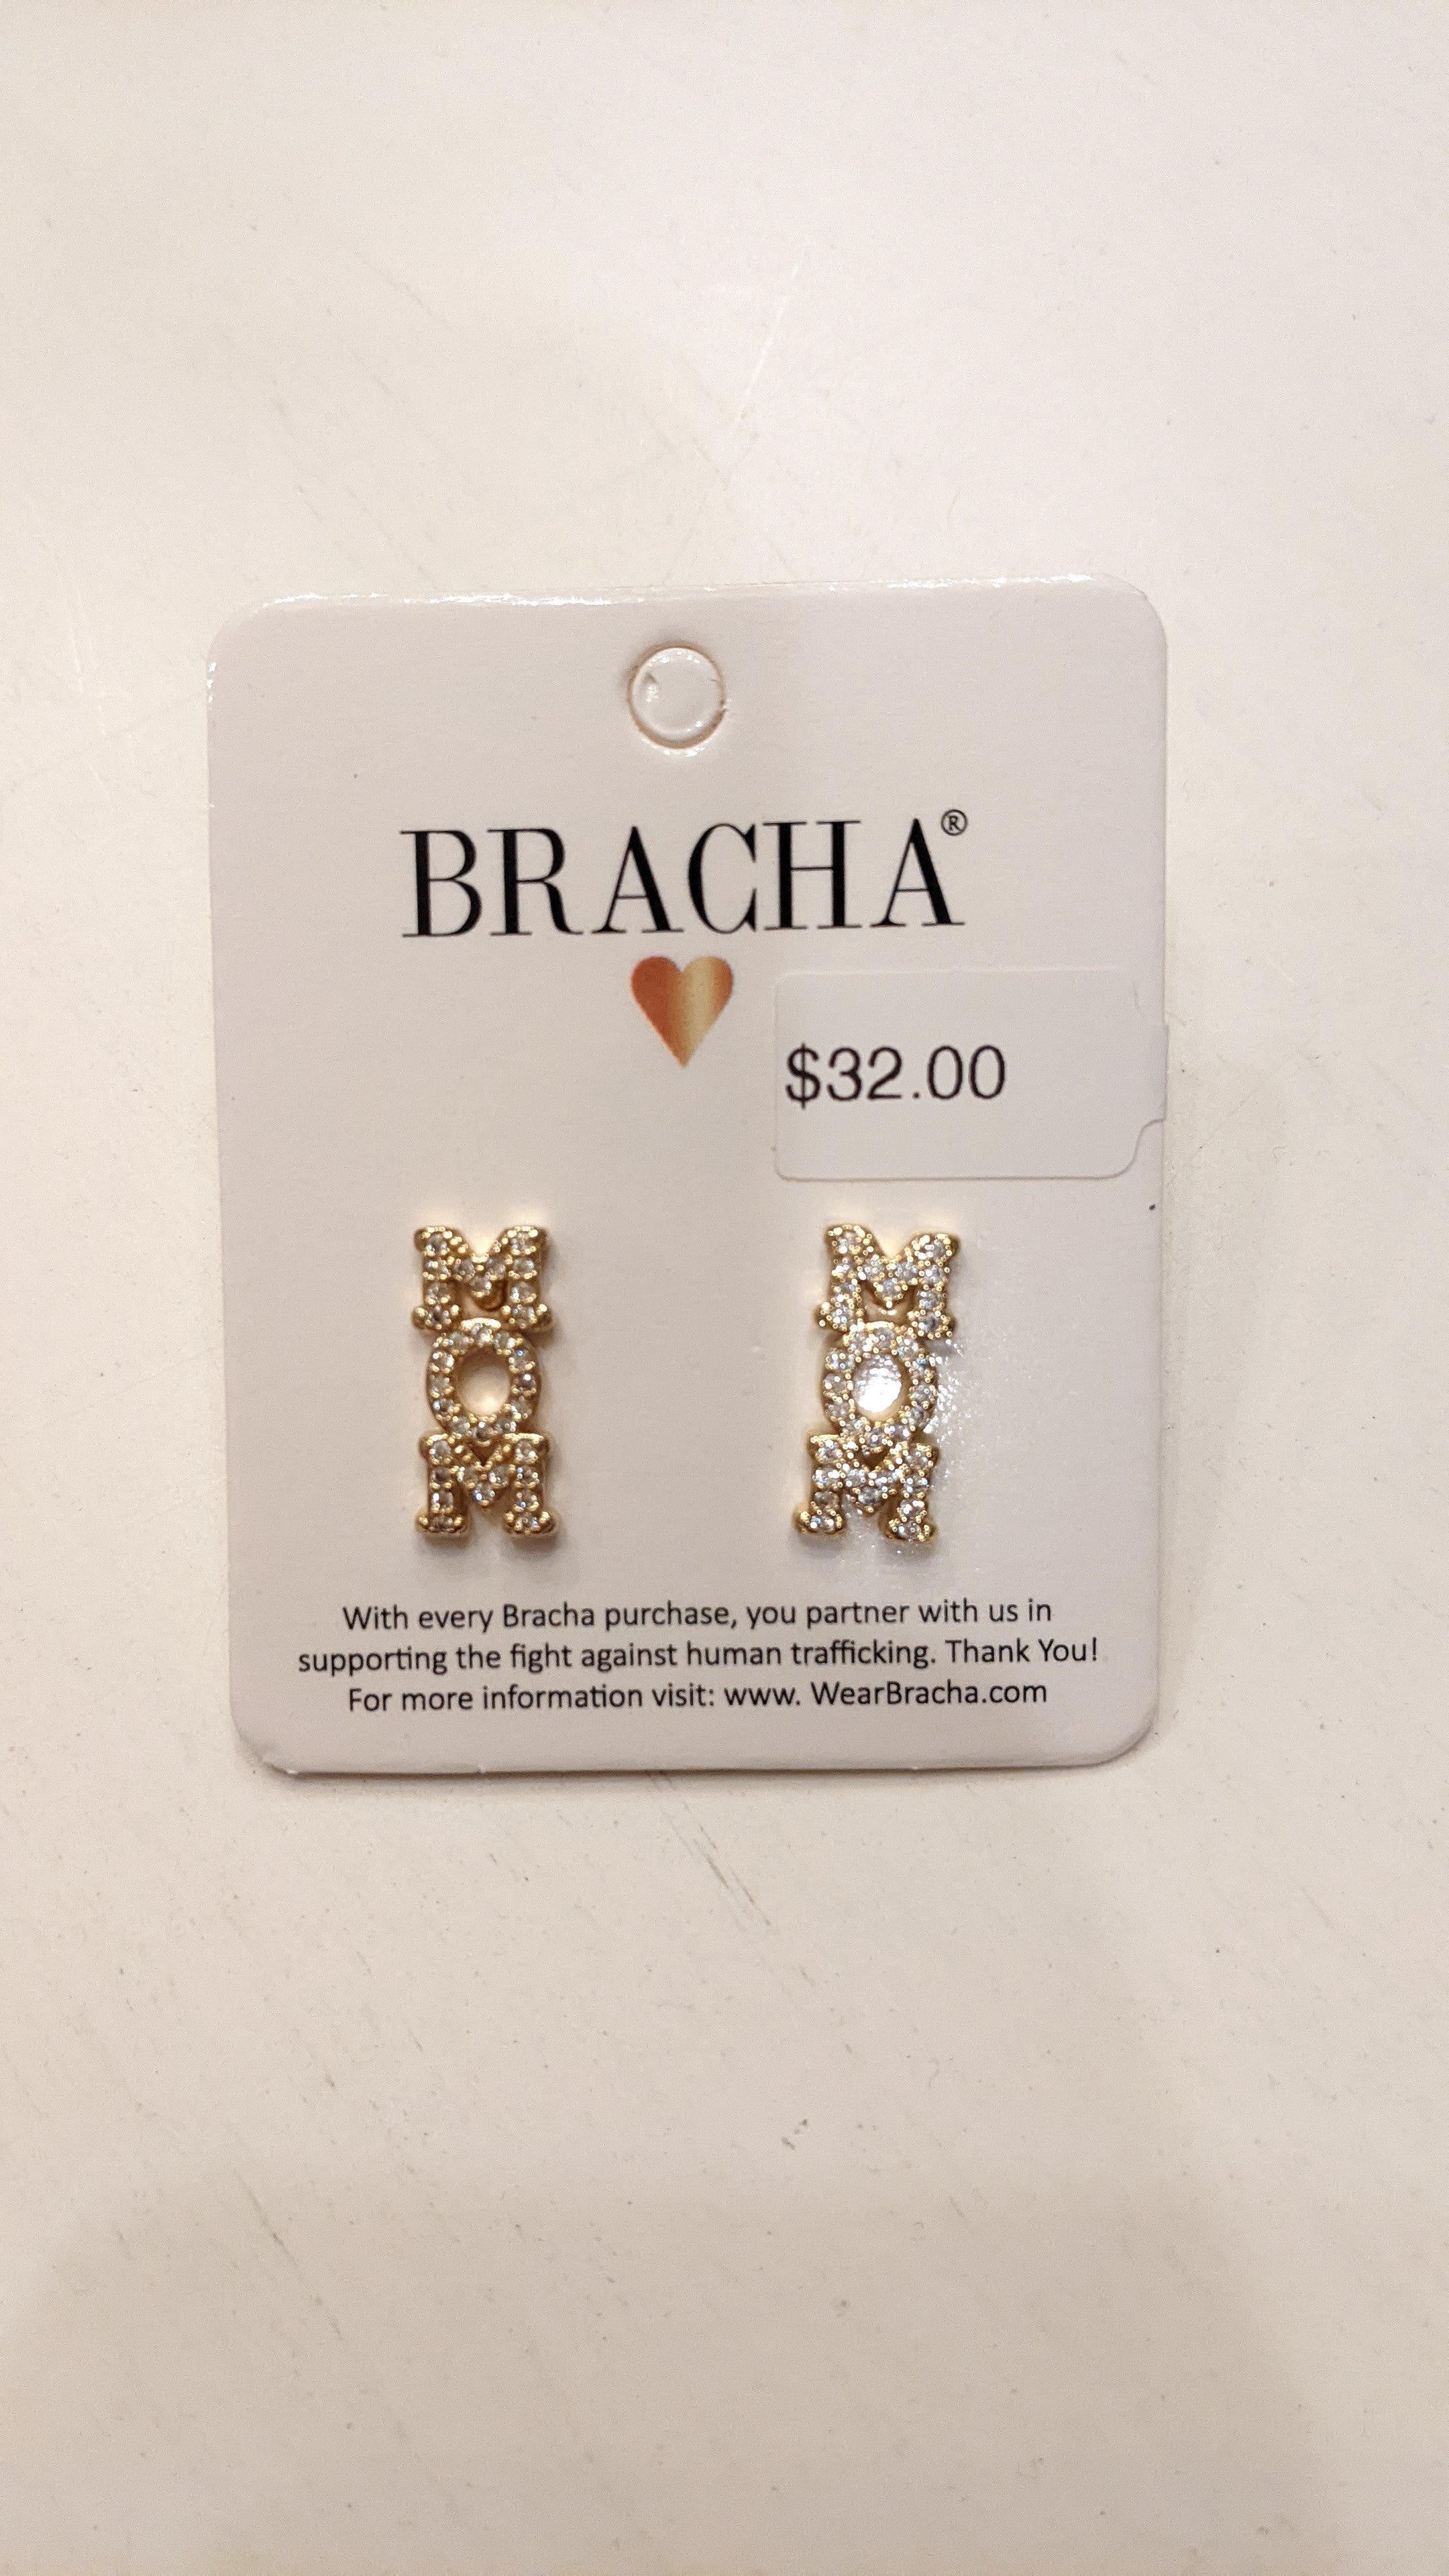 BRACHA®
$32.00
M M
O O
M M
With every Bracha purchase, you partner with us in
supporting the fight against human trafficking. Thank You!
For more information visit: www. WearBracha.com